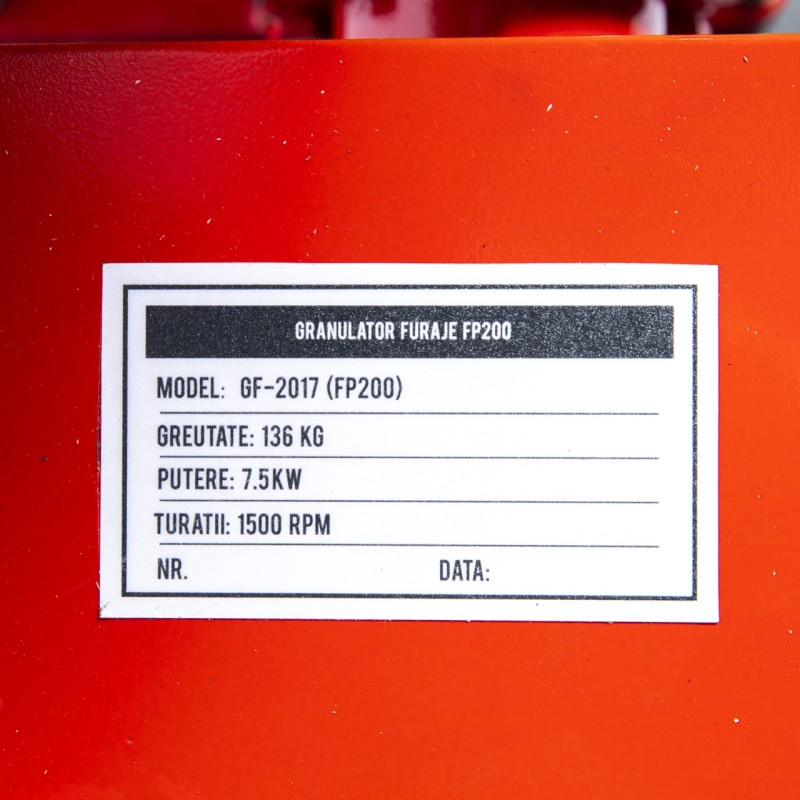 GRANULATOR FURAJE FP200
MODEL: GF-2017 (FP200)
GREUTATE: 136 KG
PUTERE: 7.5KW
TURATII: 1500 RPM
NR. DATA: